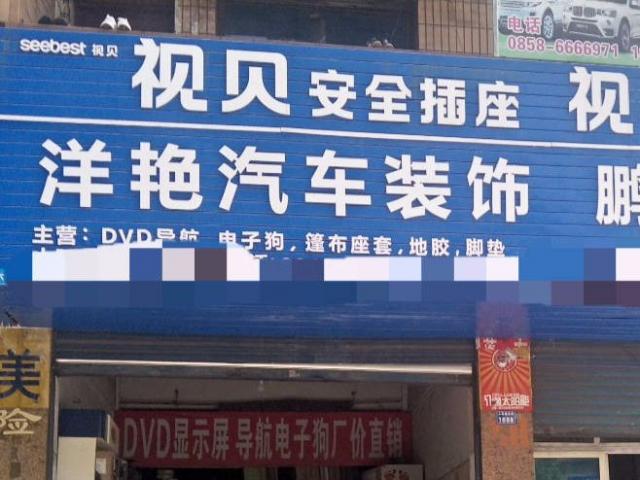 电话
0858-6666971
seebest 视贝
视贝 安全插座 视
洋艳汽车装饰 鹏
主营：DVD导航，电子狗，篷布座套，地胶，脚垫
美
险
DVD显示屏 导航电子狗厂价直销